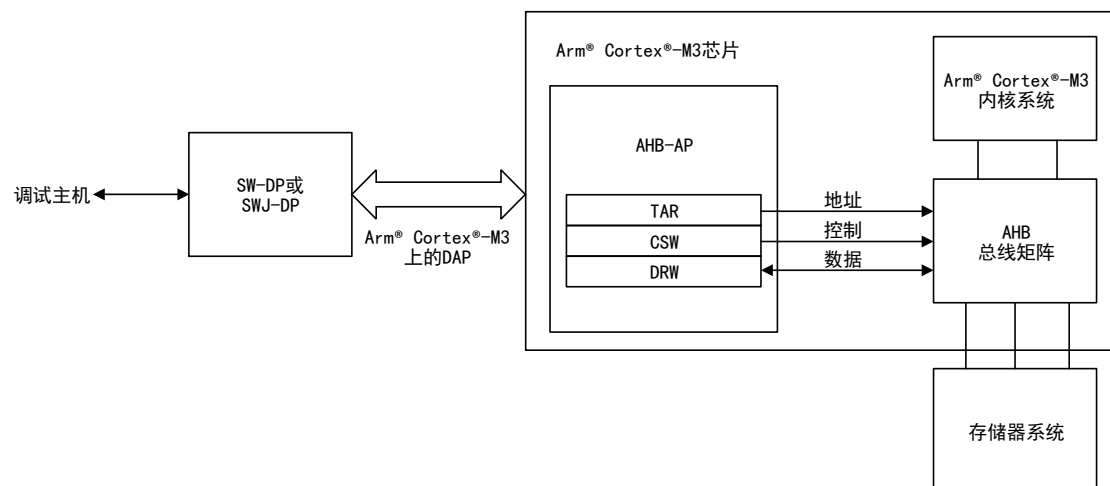 Arm® Cortex®-M3芯片
Arm® Cortex®-M3
内核系统
AHB-AP
调试主机
SW-DP或
SWJ-DP
Arm® Cortex®-M3
上的DAP
TAR
CSW
DRW
地址
控制
数据
AHB
总线矩阵
存储器系统